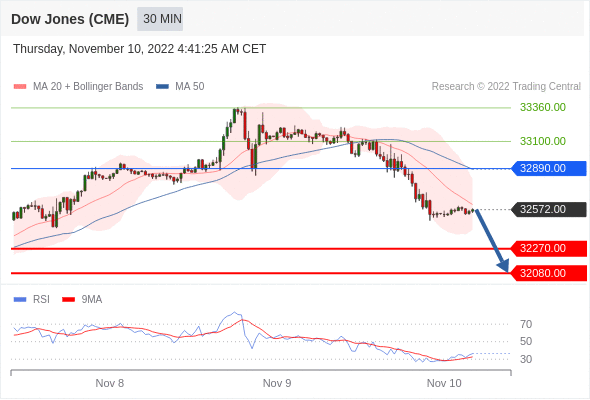 Dow Jones (CME) 30 MIN
Thursday, November 10, 2022 4:41:25 AM CET
MA 20 + Bollinger Bands MA 50 Research © 2022 Trading Central
33360.00
33100.00
32890.00
32572.00
32270.00
32080.00
RSI 9MA
70
50
30
Nov 8 Nov 9 Nov 10